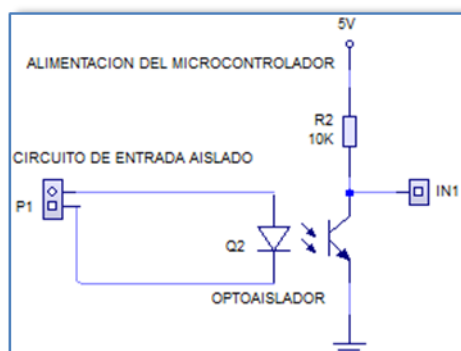 5V
ALIMENTACION DEL MICROCONTROLADOR
R2
10K
CIRCUITO DE ENTRADA AISLADO
IN1
P1
Q2
OPTOAISLADOR